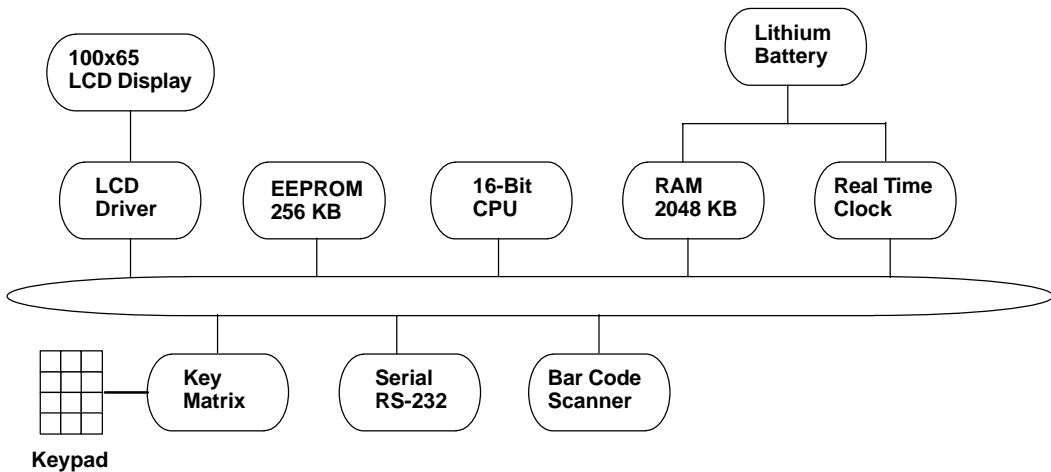 100x65
LCD Display
Lithium
Battery
LCD
Driver
EEPROM
256 KB
16-Bit
CPU
RAM
2048 KB
Real Time
Clock
Key
Matrix
Serial
RS-232
Bar Code
Scanner
Keypad